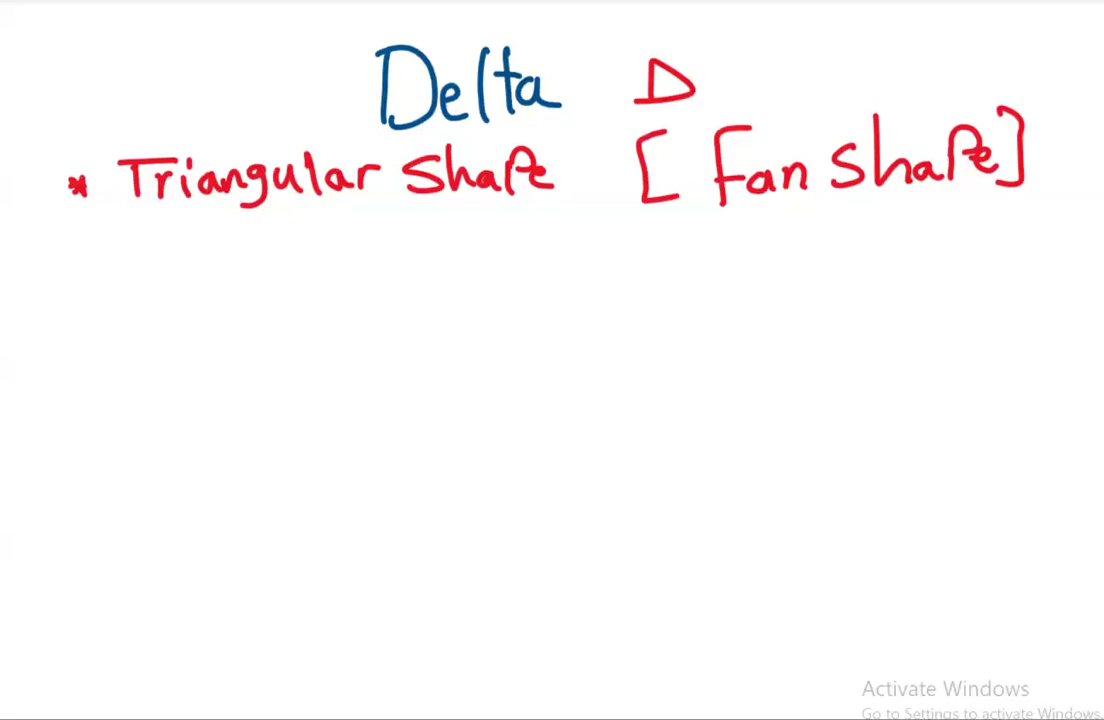 Delta
* Triangular Shape [Fan Shape]
Activate Windows
Go to Settings to activate Windows.